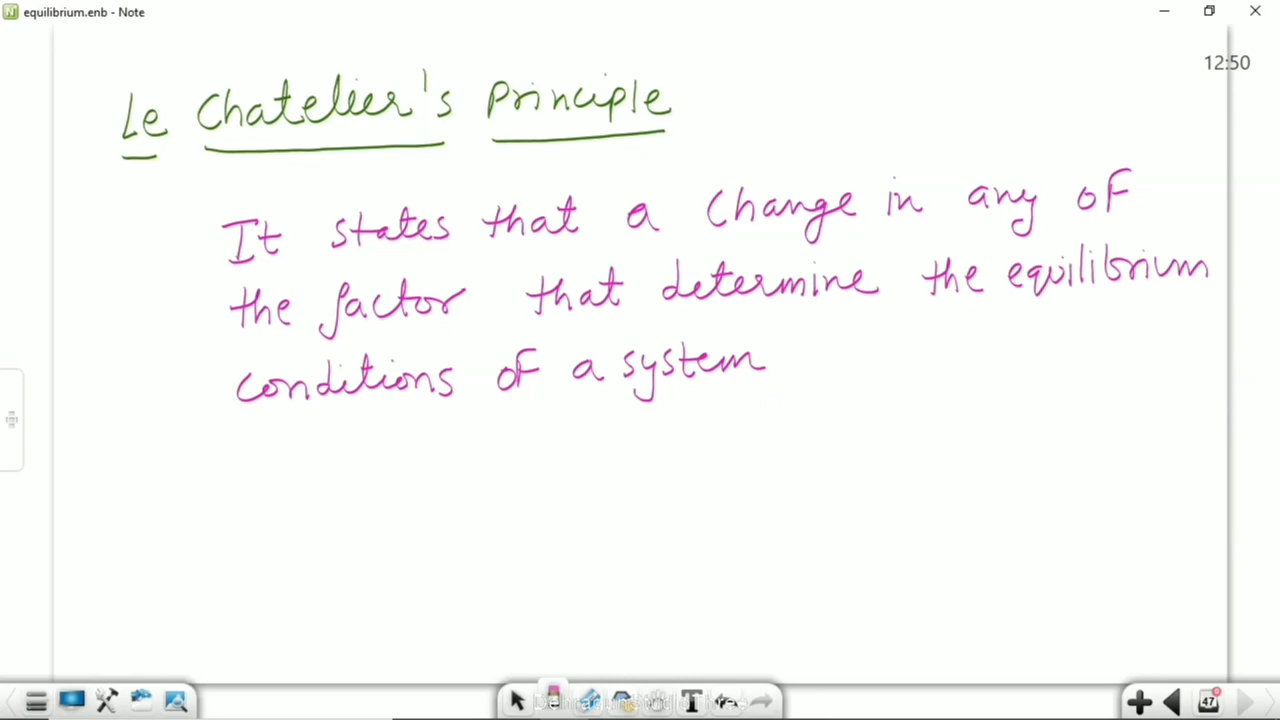 equilibrium.enb - Note
12:50
Le Chatelier's Principle
It states that a change in any of
the factor that determine the equilibrium
conditions of a system
T
47